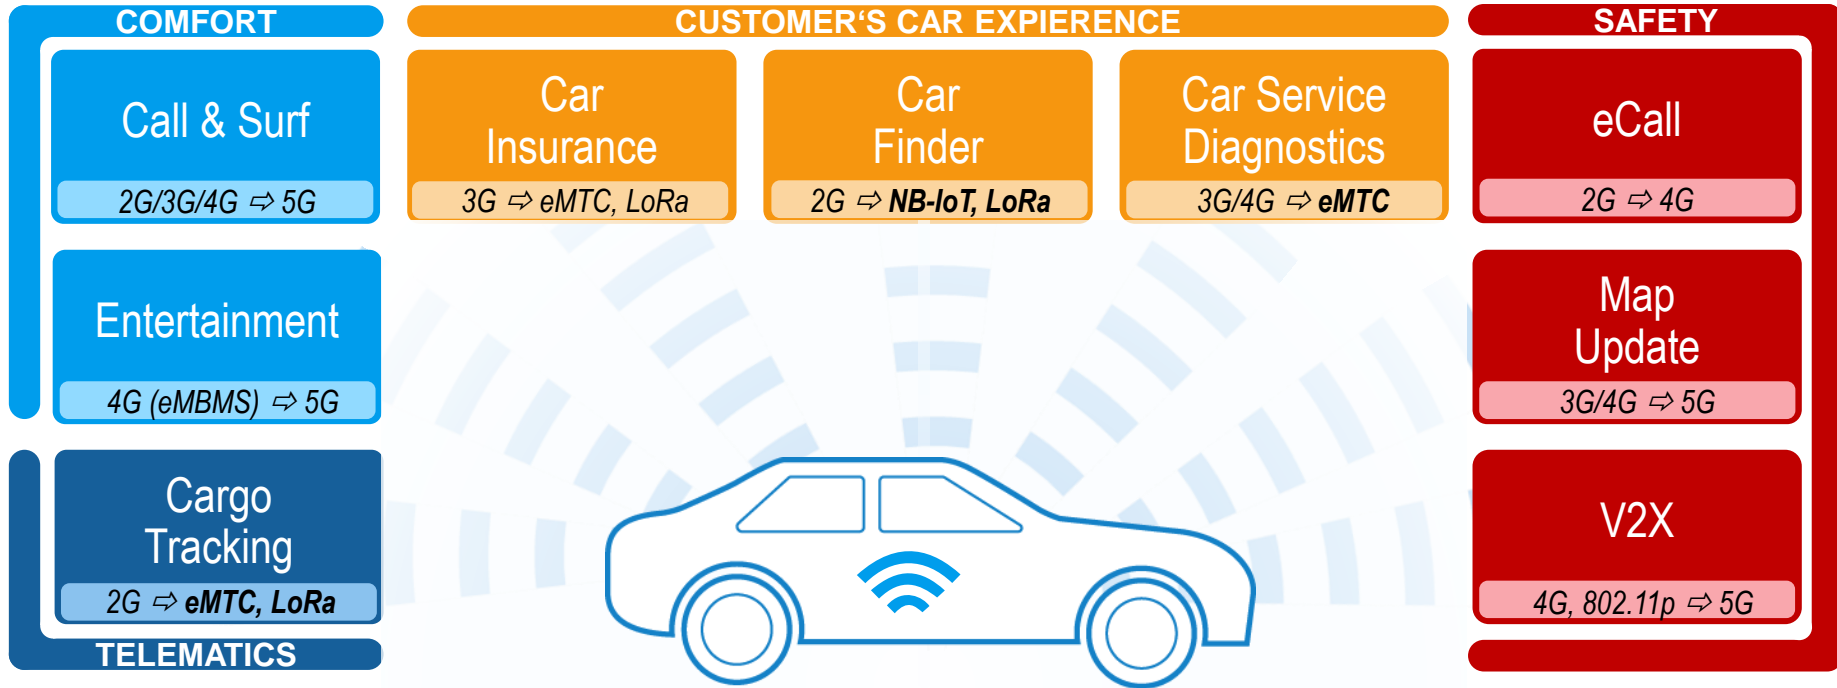 COMFORT
Call & Surf
2G/3G/4G ⇨ 5G
Entertainment
4G (eMBMS) ⇨ 5G
Cargo
Tracking
2G ⇨ eMTC, LoRa
TELEMATICS
CUSTOMER‘S CAR EXPIERENCE
Car
Insurance
3G ⇨ eMTC, LoRa
Car
Finder
2G ⇨ NB-IoT, LoRa
Car Service
Diagnostics
3G/4G ⇨ eMTC
SAFETY
eCall
2G ⇨ 4G
Map
Update
3G/4G ⇨ 5G
V2X
4G, 802.11p ⇨ 5G